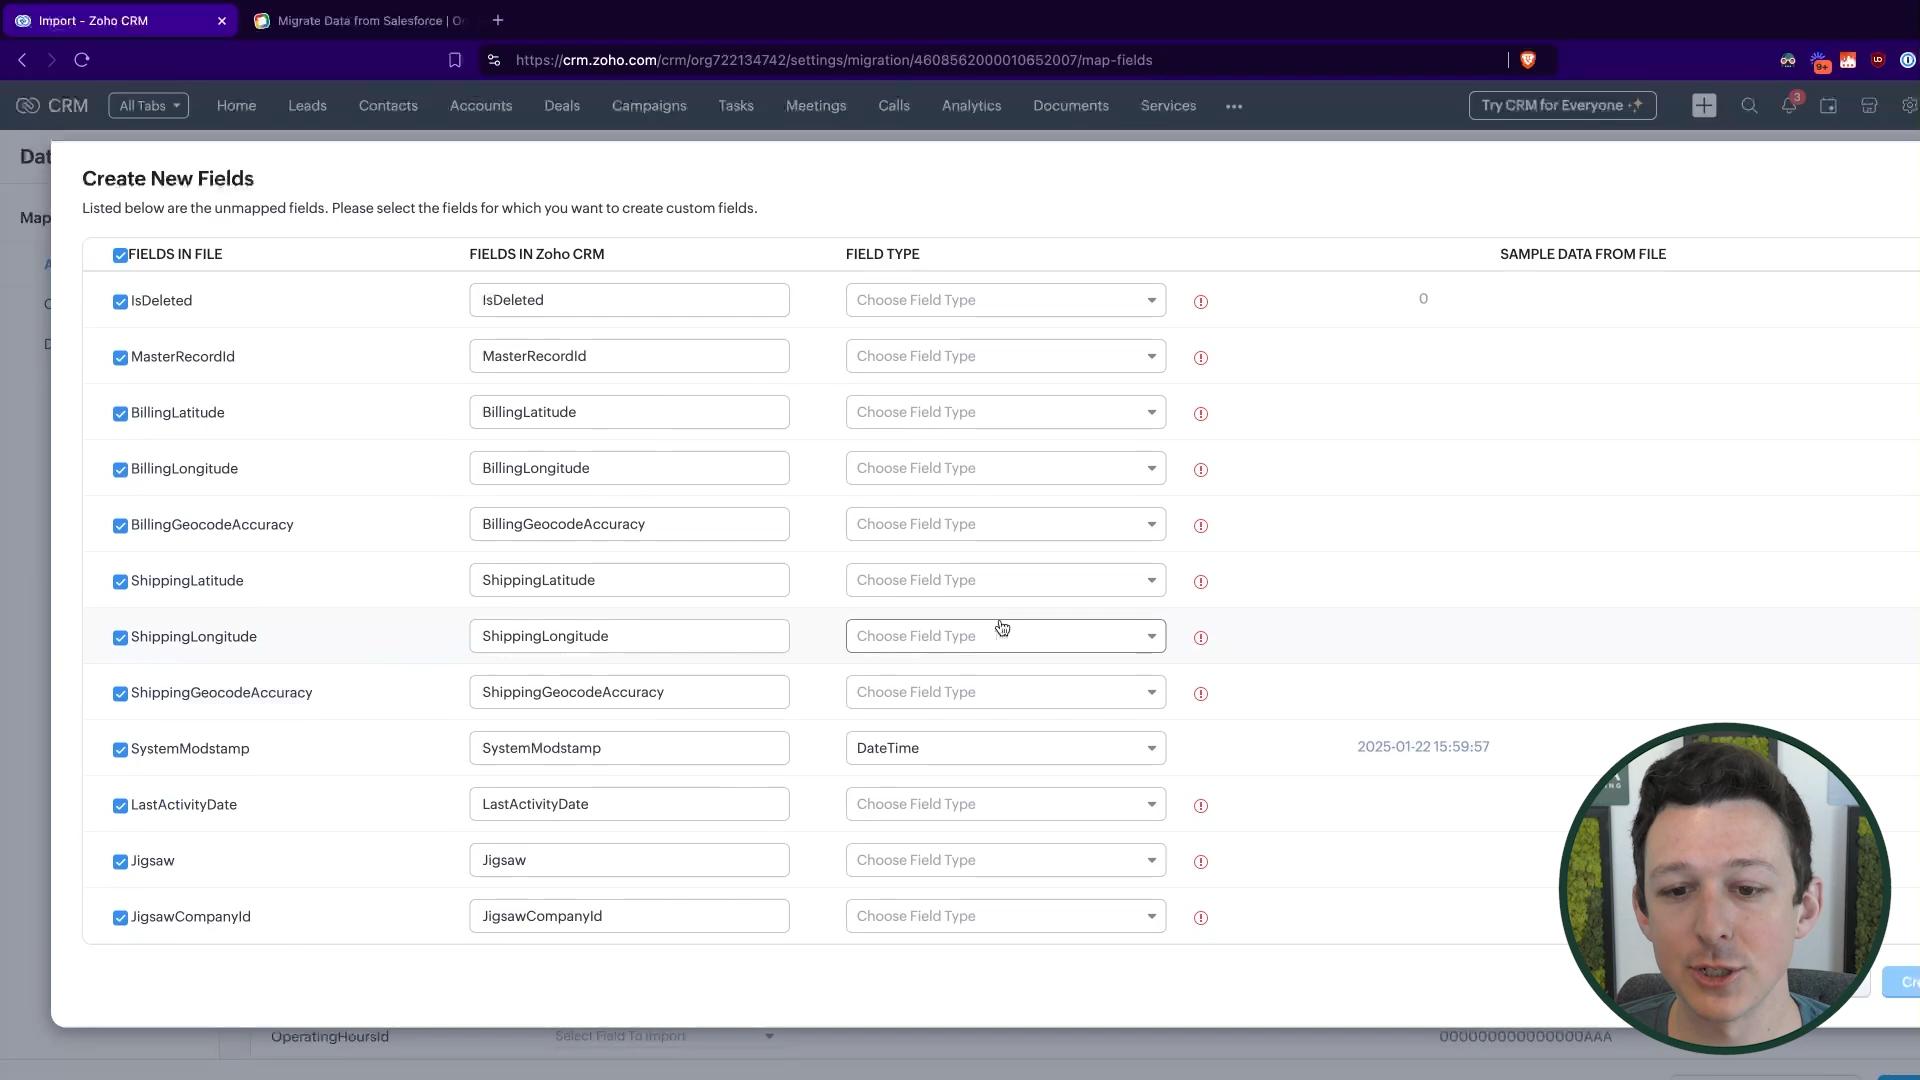 Import - Zoho CRM
Migrate Data from Salesforce | O
https://crm.zoho.com/crm/org722134742/settings/migration/4608562000010652007/map-fields
9+
CRM
All Tabs
Home
Leads
Contacts
Accounts
Deals
Campaigns
Tasks
Meetings
Calls
Analytics
Documents
Services
Try CRM for Everyone
3
Dat
Map
Create New Fields
Listed below are the unmapped fields. Please select the fields for which you want to create custom fields.
FIELDS IN FILE
FIELDS IN Zoho CRM
FIELD TYPE
SAMPLE DATA FROM FILE
IsDeleted
IsDeleted
Choose Field Type
0
MasterRecordId
MasterRecordId
Choose Field Type
BillingLatitude
BillingLatitude
Choose Field Type
BillingLongitude
BillingLongitude
Choose Field Type
BillingGeocodeAccuracy
BillingGeocodeAccuracy
Choose Field Type
ShippingLatitude
ShippingLatitude
Choose Field Type
ShippingLongitude
ShippingLongitude
Choose Field Type
ShippingGeocodeAccuracy
ShippingGeocodeAccuracy
Choose Field Type
SystemModstamp
SystemModstamp
DateTime
2025-01-22 15:59:57
LastActivityDate
LastActivityDate
Choose Field Type
Jigsaw
Jigsaw
Choose Field Type
JigsawCompanyId
JigsawCompanyId
Choose Field Type
Cre
OperatingHoursId
Select Field To Import
000000000000000AAA